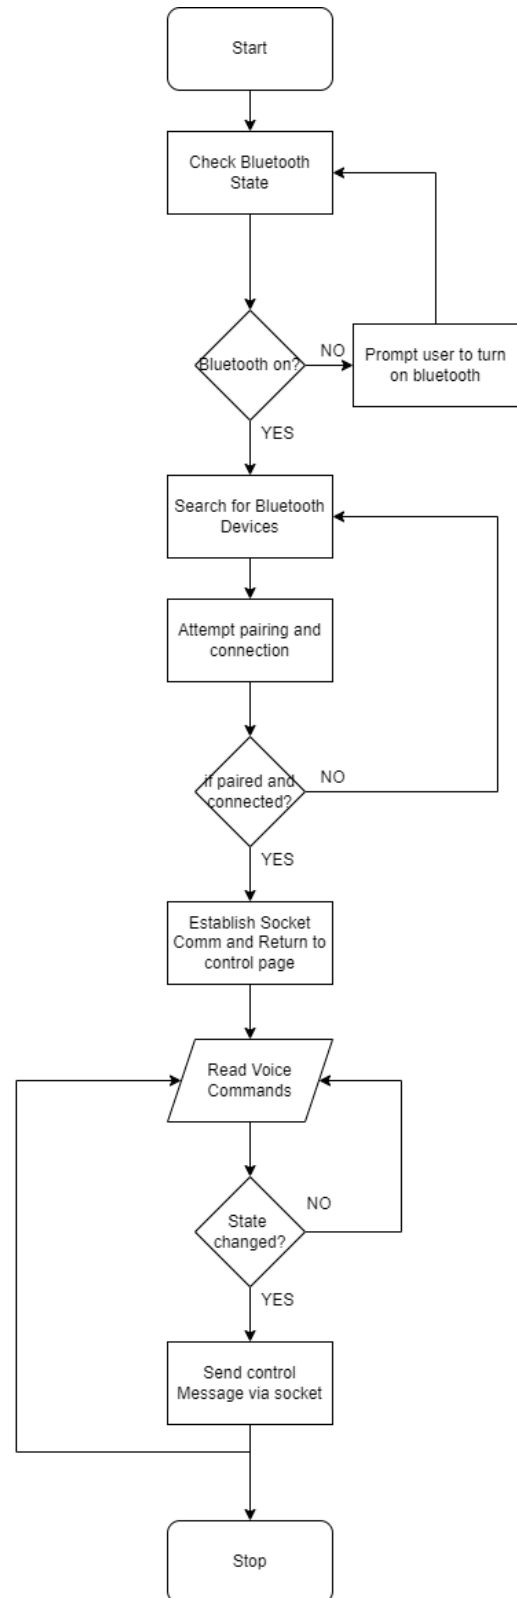 Start
Check Bluetooth
State
Bluetooth on?
NO
Prompt user to turn
on bluetooth
YES
Search for Bluetooth
Devices
Attempt pairing and
connection
if paired and
connected?
NO
YES
Establish Socket
Comm and Return to
control page
Read Voice
Commands
State
changed?
NO
YES
Send control
Message via socket
Stop